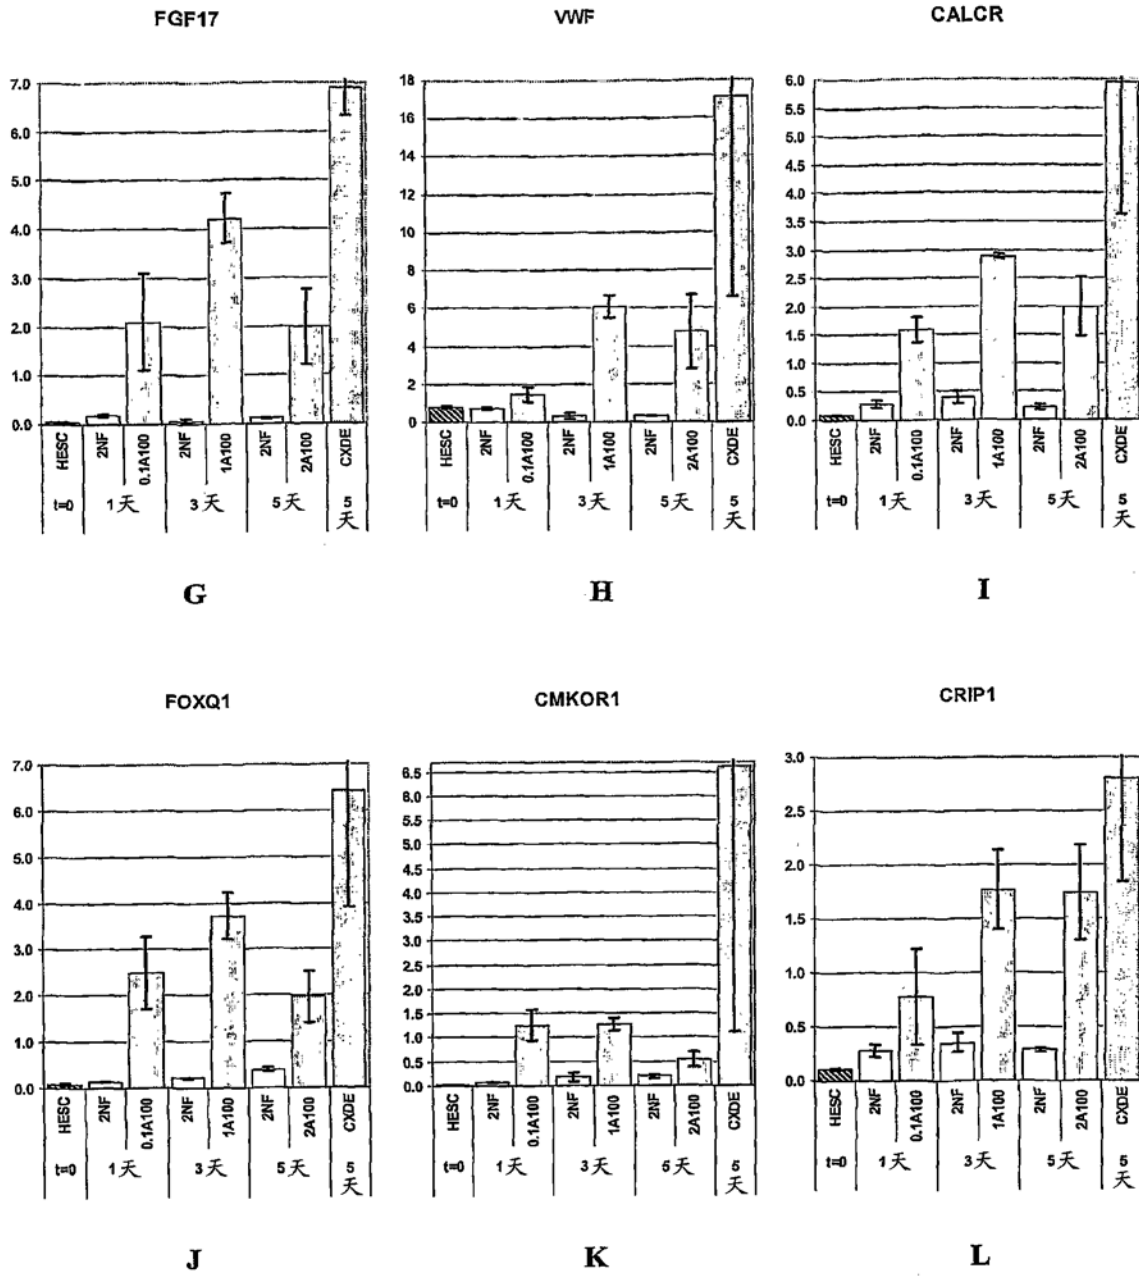 FGF17
7.0
6.0
5.0
4.0
3.0
2.0
1.0
0.0
HESC
2NF
0.1A100
2NF
1A100
2NF
2A100
CXDE
t=0
1天
3天
5天
5天
G
VWF
18
16
14
12
10
8
6
4
2
0
HESC
2NF
0.1A100
2NF
1A100
2NF
2A100
CXDE
t=0
1天
3天
5天
5天
H
CALCR
6.0
5.5
5.0
4.5
4.0
3.5
3.0
2.5
2.0
1.5
1.0
0.5
0.0
HESC
2NF
0.1A100
2NF
1A100
2NF
2A100
CXDE
t=0
1天
3天
5天
5天
I
FOXQ1
7.0
6.0
5.0
4.0
3.0
2.0
1.0
0.0
HESC
2NF
0.1A100
2NF
1A100
2NF
2A100
CXDE
t=0
1天
3天
5天
5天
J
CMKOR1
6.5
6.0
5.5
5.0
4.5
4.0
3.5
3.0
2.5
2.0
1.5
1.0
0.5
0.0
HESC
2NF
0.1A100
2NF
1A100
2NF
2A100
CXDE
t=0
1天
3天
5天
5天
K
CRIP1
3.0
2.5
2.0
1.5
1.0
0.5
0.0
HESC
2NF
0.1A100
2NF
1A100
2NF
2A100
CXDE
t=0
1天
3天
5天
5天
L